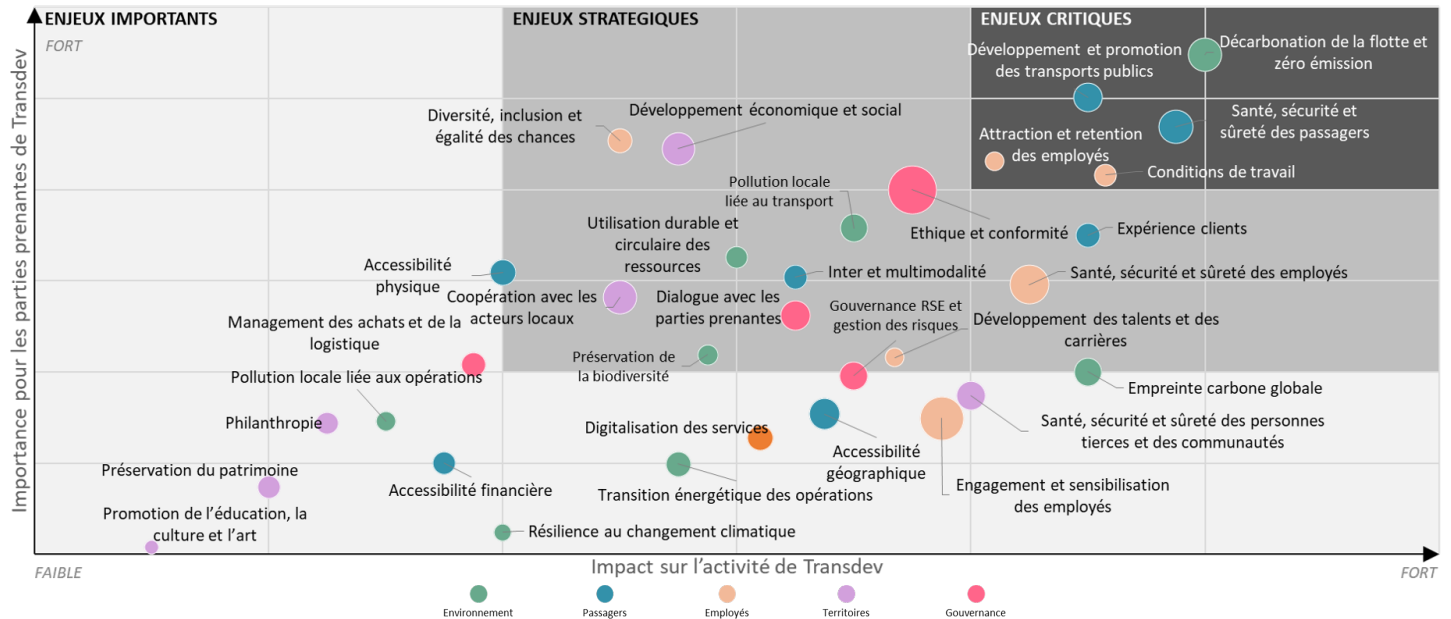 ENJEUX IMPORTANTS
ENJEUX STRATEGIQUES
ENJEUX CRITIQUES
FORT
Développement et promotion
des transports publics
Décarbonation de la flotte et
zéro émission
Diversité, inclusion et
égalité des chances
Développement économique et social
Santé, sécurité et
sûreté des passagers
Attraction et retention
des employés
Conditions de travail
Pollution locale
liée au transport
Utilisation durable et
circulaire des
ressources
Ethique et conformité
Expérience clients
Accessibilité
physique
Inter et multimodalité
Santé, sécurité et sûreté des employés
Coopération avec les
acteurs locaux
Dialogue avec les
parties prenantes
Gouvernance RSE et
gestion des risques
Management des achats et de la
logistique
Développement des talents et des
carrières
Préservation de
la biodiversité
Pollution locale liée aux opérations
Empreinte carbone globale
Philanthropie
Digitalisation des services
Santé, sécurité et sûreté des personnes
tierces et des communautés
Accessibilité
géographique
Préservation du patrimoine
Accessibilité financière
Transition énergétique des opérations
Engagement et sensibilisation
des employés
Promotion de l’éducation, la
culture et l’art
Résilience au changement climatique
Importance pour les parties prenantes de Transdev
FAIBLE
Impact sur l’activité de Transdev
FORT
Environnement
Passagers
Employés
Territoires
Gouvernance